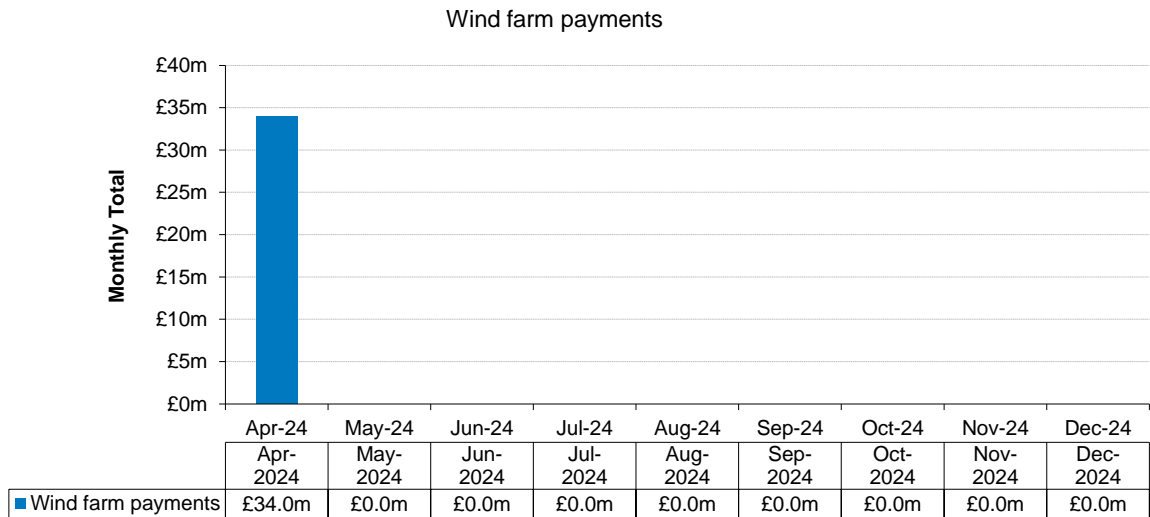 Wind farm payments
Monthly Total
£40m
£35m
£30m
£25m
£20m
£15m
£10m
£5m
£0m
Apr-24 May-24 Jun-24 Jul-24 Aug-24 Sep-24 Oct-24 Nov-24 Dec-24
Apr- May- Jun- Jul- Aug- Sep- Oct- Nov- Dec-
2024 2024 2024 2024 2024 2024 2024 2024 2024
Wind farm payments £34.0m £0.0m £0.0m £0.0m £0.0m £0.0m £0.0m £0.0m £0.0m